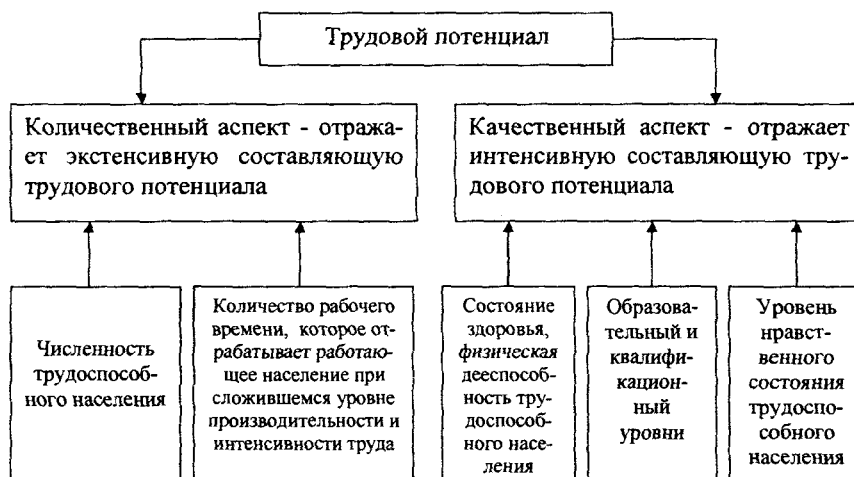 Трудовой потенциал
Количественный аспект - отража-
ет экстенсивную составляющую
трудового потенциала
Качественный аспект - отражает
интенсивную составляющую тру-
дового потенциала
Численность
трудоспособ-
ного населения
Количество рабочего
времени, которое от-
рабатывает работаю-
щее население при
сложившемся уровне
производительности и
интенсивности труда
Состояние
здоровья,
физическая
дееспособ-
ность тру-
доспособ-
ного насе-
ления
Образова-
тельный и
квалифи-
кацион-
ный
уровни
Уровень
нравст-
венного
состояния
трудоспо-
собного
населения